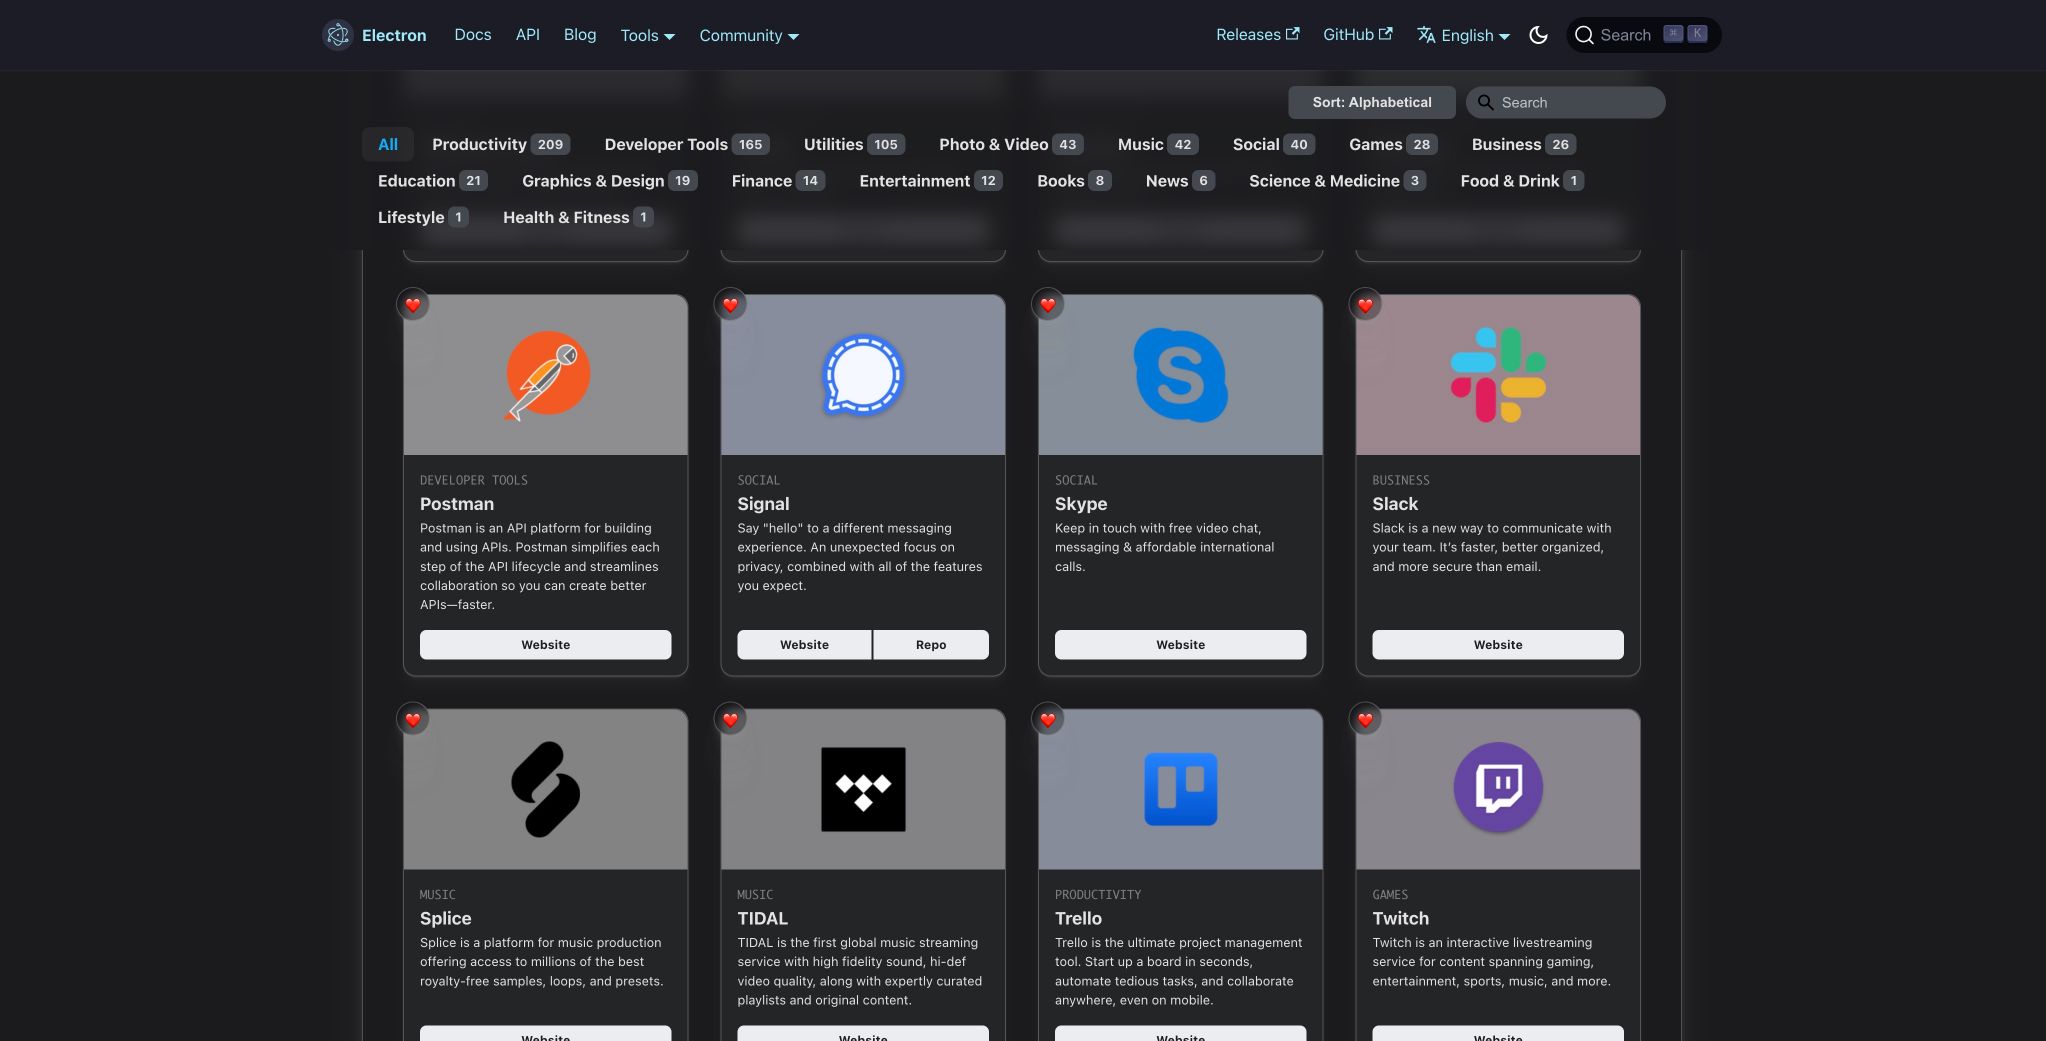 Electron Docs API Blog Tools Community Releases GitHub English Search ⌘ K
Sort: Alphabetical Search
All Productivity 209 Developer Tools 165 Utilities 105 Photo & Video 43 Music 42 Social 40 Games 28 Business 26
Education 21 Graphics & Design 19 Finance 14 Entertainment 12 Books 8 News 6 Science & Medicine 3 Food & Drink 1
Lifestyle 1 Health & Fitness 1
DEVELOPER TOOLS
Postman
Postman is an API platform for building
and using APIs. Postman simplifies each
step of the API lifecycle and streamlines
collaboration so you can create better
APIs—faster.
Website
SOCIAL
Signal
Say "hello" to a different messaging
experience. An unexpected focus on
privacy, combined with all of the features
you expect.
Website Repo
SOCIAL
Skype
Keep in touch with free video chat,
messaging & affordable international
calls.
Website
BUSINESS
Slack
Slack is a new way to communicate with
your team. It's faster, better organized,
and more secure than email.
Website
MUSIC
Splice
Splice is a platform for music production
offering access to millions of the best
royalty-free samples, loops, and presets.
Website
MUSIC
TIDAL
TIDAL is the first global music streaming
service with high fidelity sound, hi-def
video quality, along with expertly curated
playlists and original content.
Website
PRODUCTIVITY
Trello
Trello is the ultimate project management
tool. Start up a board in seconds,
automate tedious tasks, and collaborate
anywhere, even on mobile.
Website
GAMES
Twitch
Twitch is an interactive livestreaming
service for content spanning gaming,
entertainment, sports, music, and more.
Website